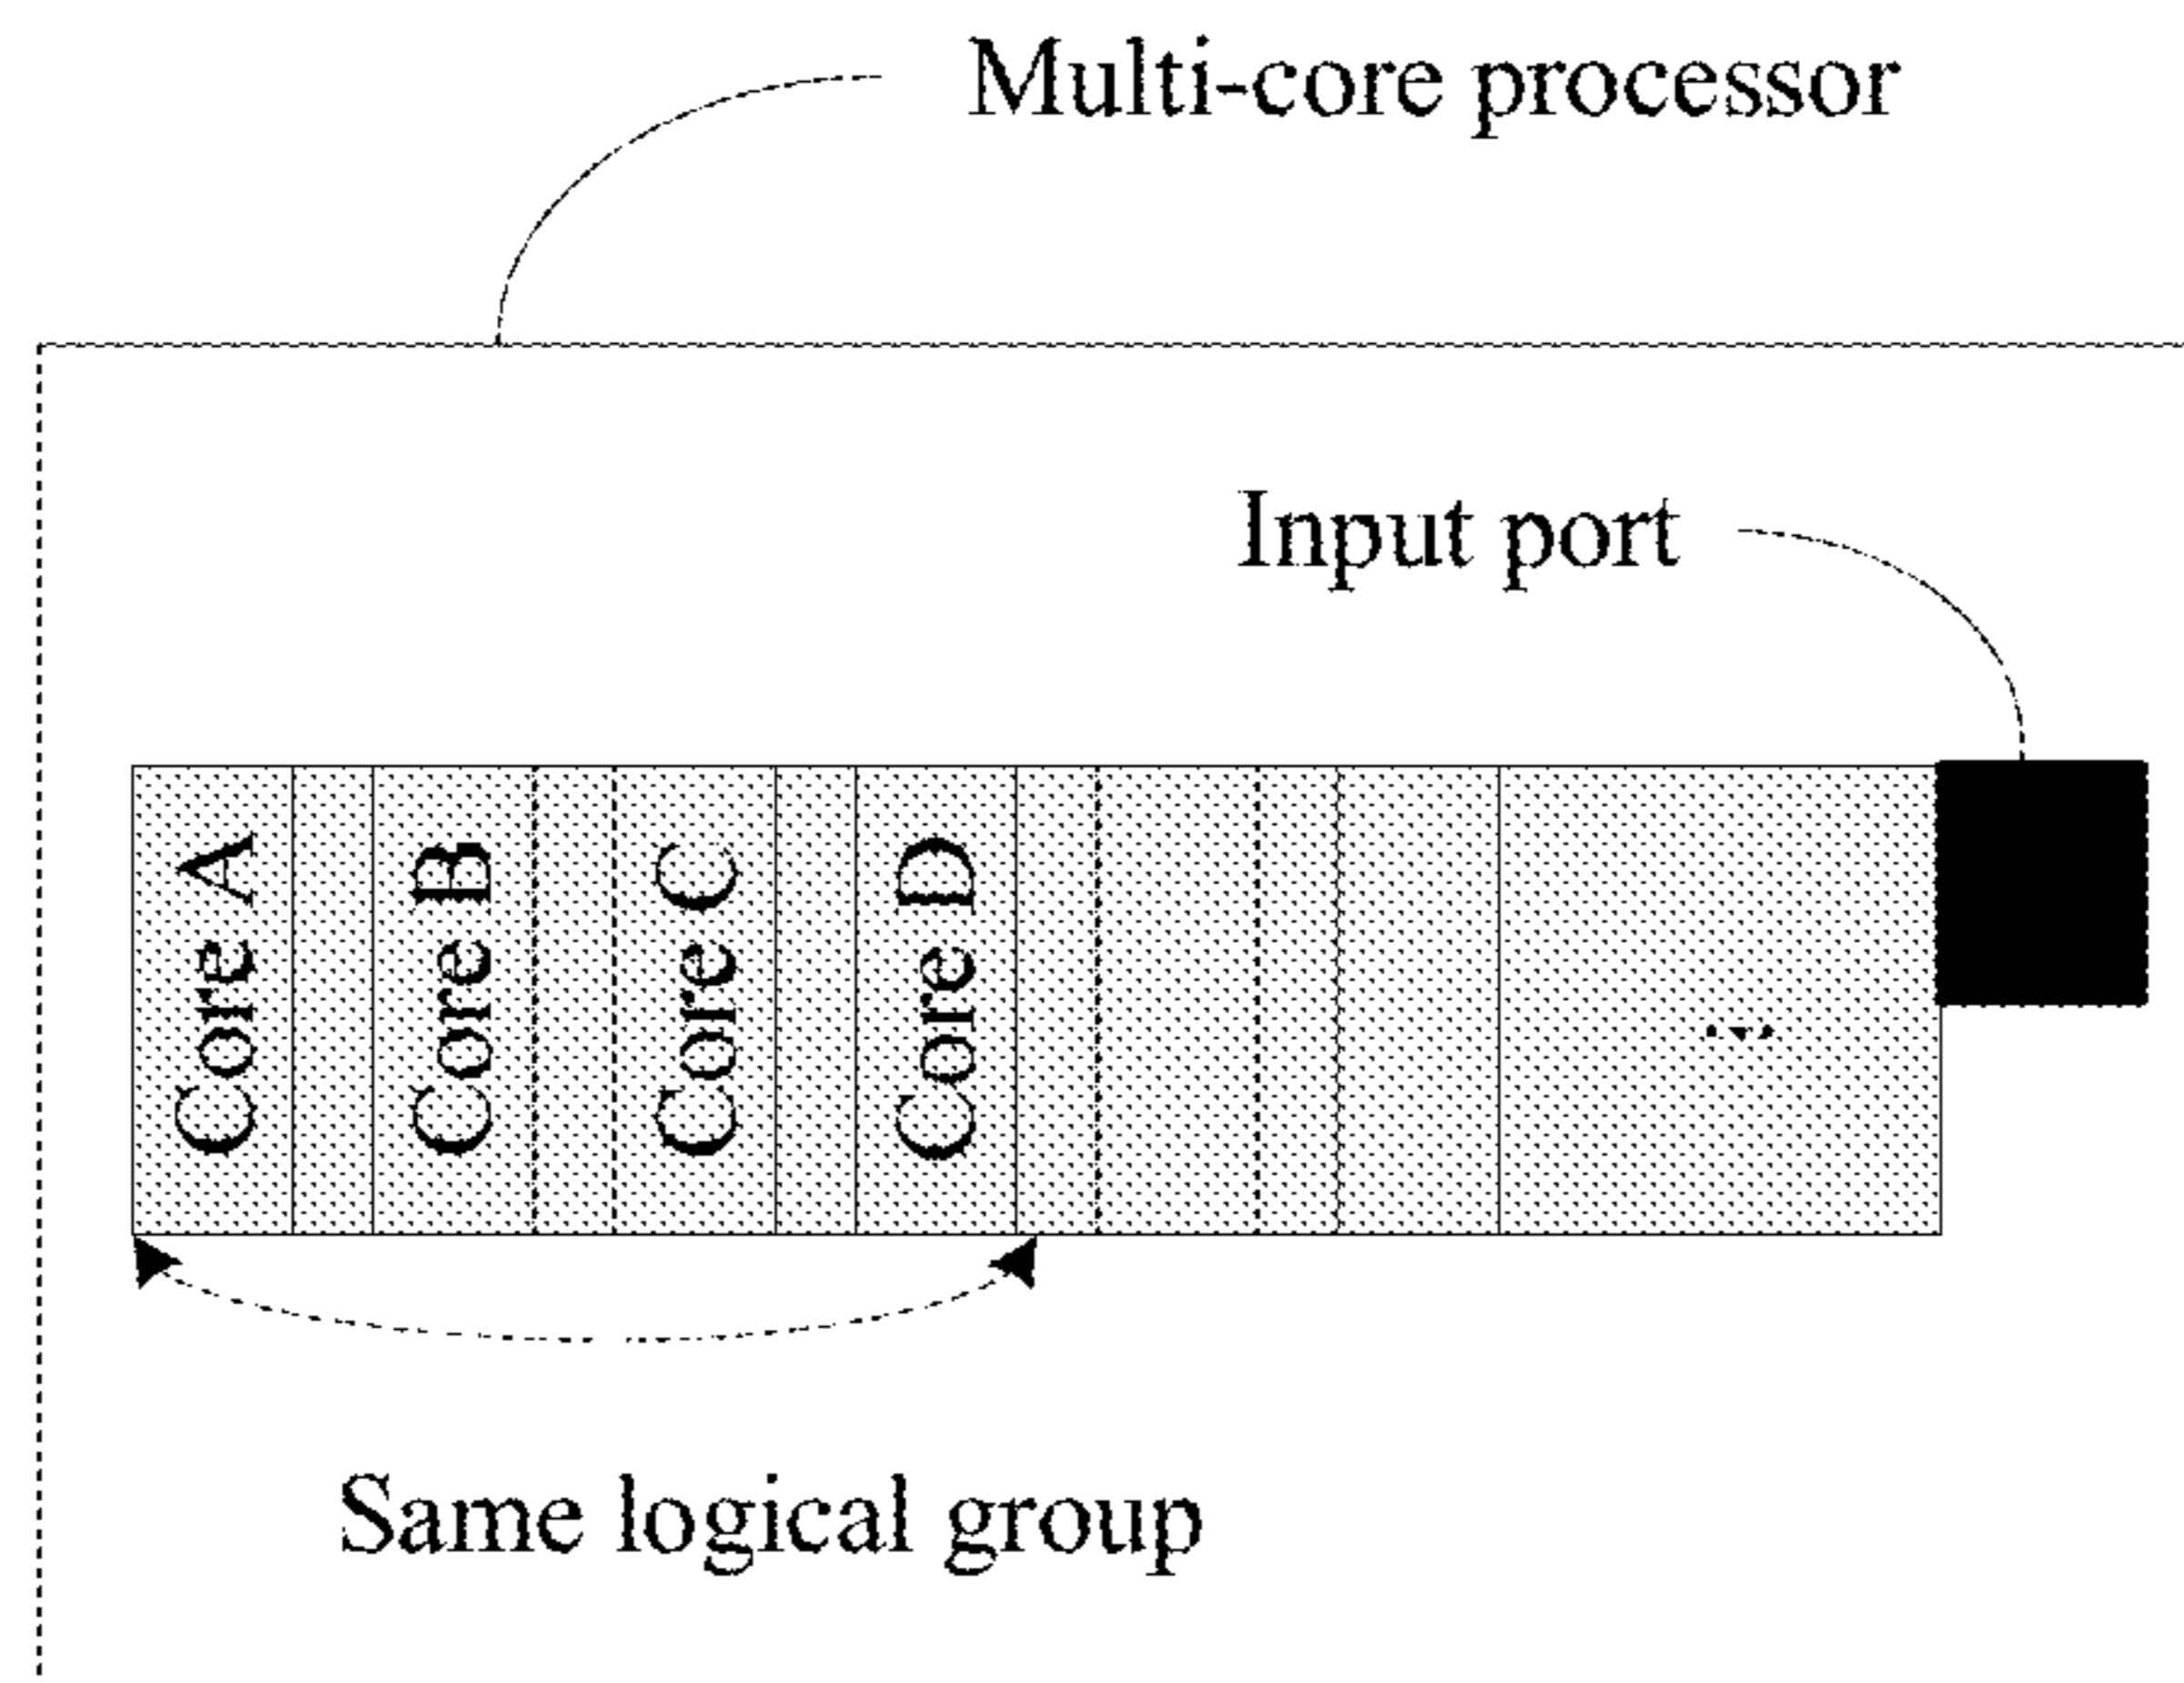 Multi-core processor
Input port
Core A
Core B
Core C
Core D
Same logical group